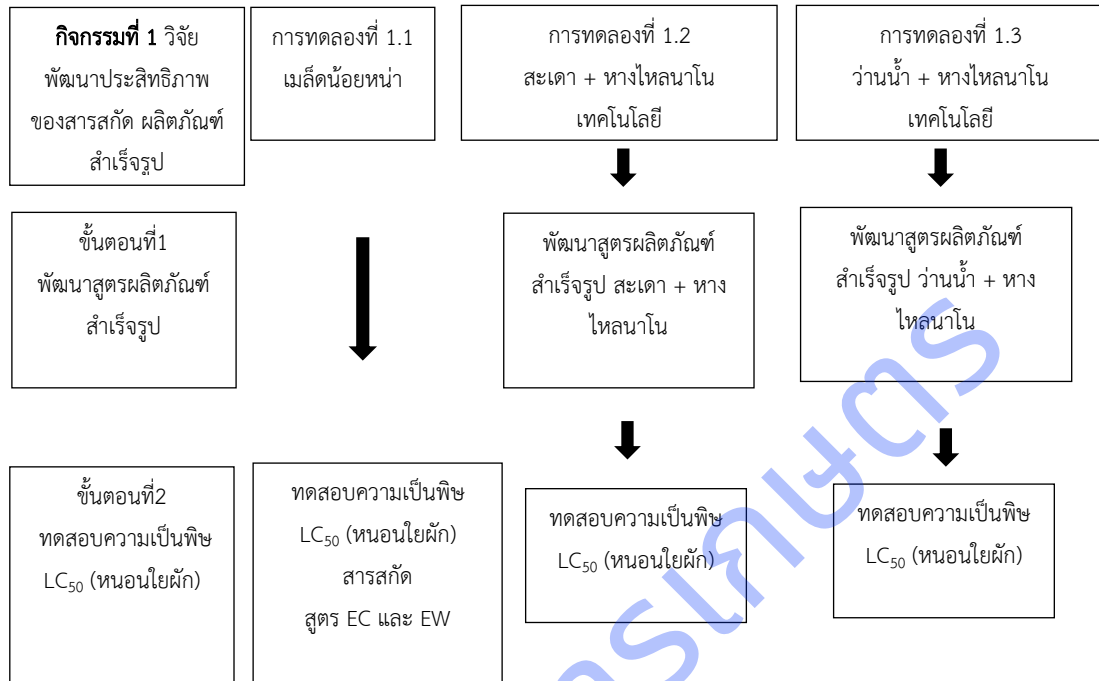 กิจกรรมที่ 1 วิจัย
พัฒนาประสิทธิภาพ
ของสารสกัด ผลิตภัณฑ์
สำเร็จรูป
การทดลองที่ 1.1
เมล็ดน้อยหน่า
การทดลองที่ 1.2
สะเดา + หางไหลนาโน
เทคโนโลยี
การทดลองที่ 1.3
ว่านน้ำ + หางไหลนาโน
เทคโนโลยี
ขั้นตอนที่1
พัฒนาสูตรผลิตภัณฑ์
สำเร็จรูป
พัฒนาสูตรผลิตภัณฑ์
สำเร็จรูป สะเดา + หาง
ไหลนาโน
พัฒนาสูตรผลิตภัณฑ์
สำเร็จรูป ว่านน้ำ + หาง
ไหลนาโน
ขั้นตอนที่2
ทดสอบความเป็นพิษ
LC50 (หนอนใยผัก)
ทดสอบความเป็นพิษ
LC50 (หนอนใยผัก)
สารสกัด
สูตร EC และ EW
ทดสอบความเป็นพิษ
LC50 (หนอนใยผัก)
ทดสอบความเป็นพิษ
LC50 (หนอนใยผัก)